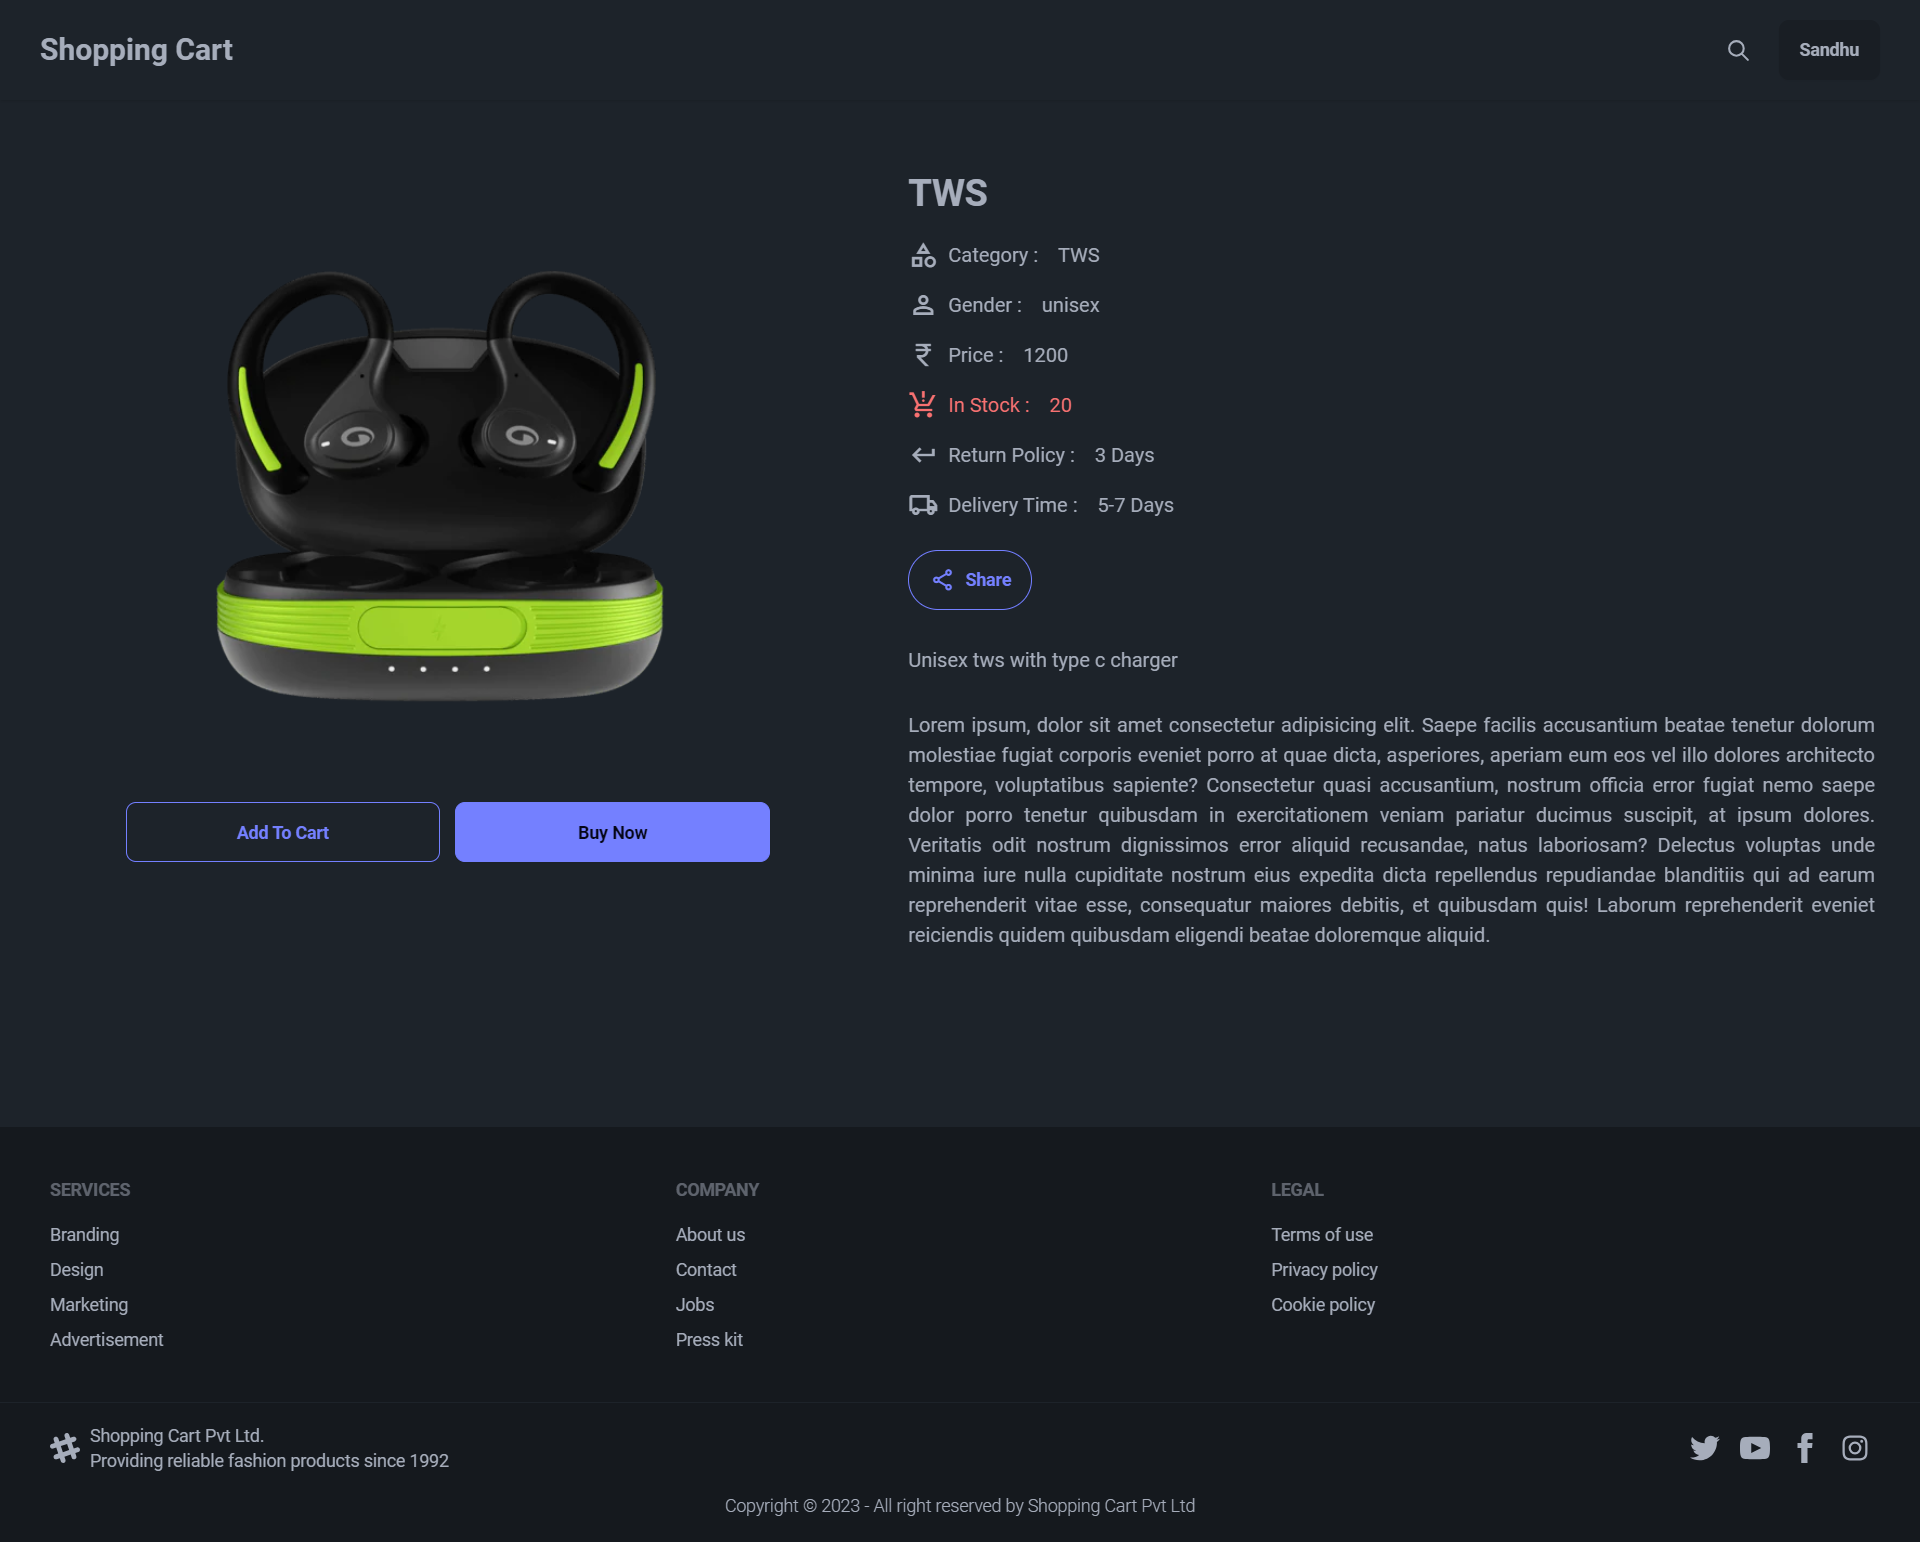 Shopping Cart
Sandhu
TWS
Category : TWS
Gender : unisex
Price : 1200
In Stock : 20
Return Policy : 3 Days
Delivery Time : 5-7 Days
Share
Unisex tws with type c charger
Lorem ipsum, dolor sit amet consectetur adipisicing elit. Saepe facilis accusantium beatae tenetur dolorum
molestiae fugiat corporis eveniet porro at quae dicta, asperiores, aperiam eum eos vel illo dolores architecto
tempore, voluptatibus sapiente? Consectetur quasi accusantium, nostrum officia error fugiat nemo saepe
dolor porro tenetur quibusdam in exercitationem veniam pariatur ducimus suscipit, at ipsum dolores.
Veritatis odit nostrum dignissimos error aliquid recusandae, natus laboriosam? Delectus voluptas unde
minima iure nulla cupiditate nostrum eius expedita dicta repellendus repudiandae blanditiis qui ad earum
reprehenderit vitae esse, consequatur maiores debitis, et quibusdam quis! Laborum reprehenderit eveniet
reiciendis quidem quibusdam eligendi beatae doloremque aliquid.
Add To Cart
Buy Now
SERVICES
Branding
Design
Marketing
Advertisement
COMPANY
About us
Contact
Jobs
Press kit
LEGAL
Terms of use
Privacy policy
Cookie policy
Shopping Cart Pvt Ltd.
Providing reliable fashion products since 1992
Copyright © 2023 - All right reserved by Shopping Cart Pvt Ltd